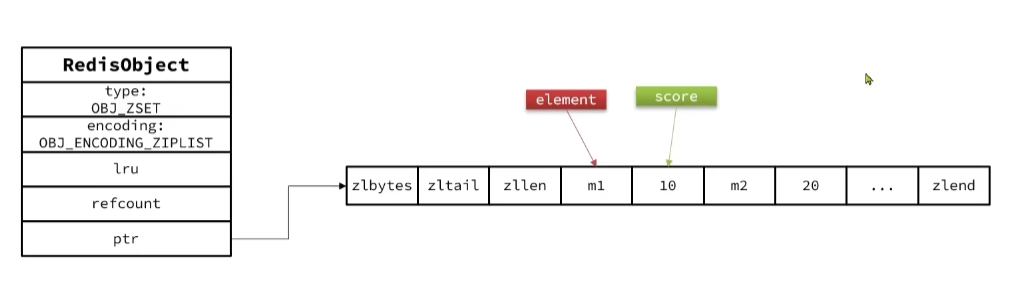 RedisObject
type:
OBJ_ZSET
encoding:
OBJ_ENCODING_ZIPLIST
lru
refcount
ptr
element
score
zlbytes zltail zllen m1 10 m2 20 ... zlend